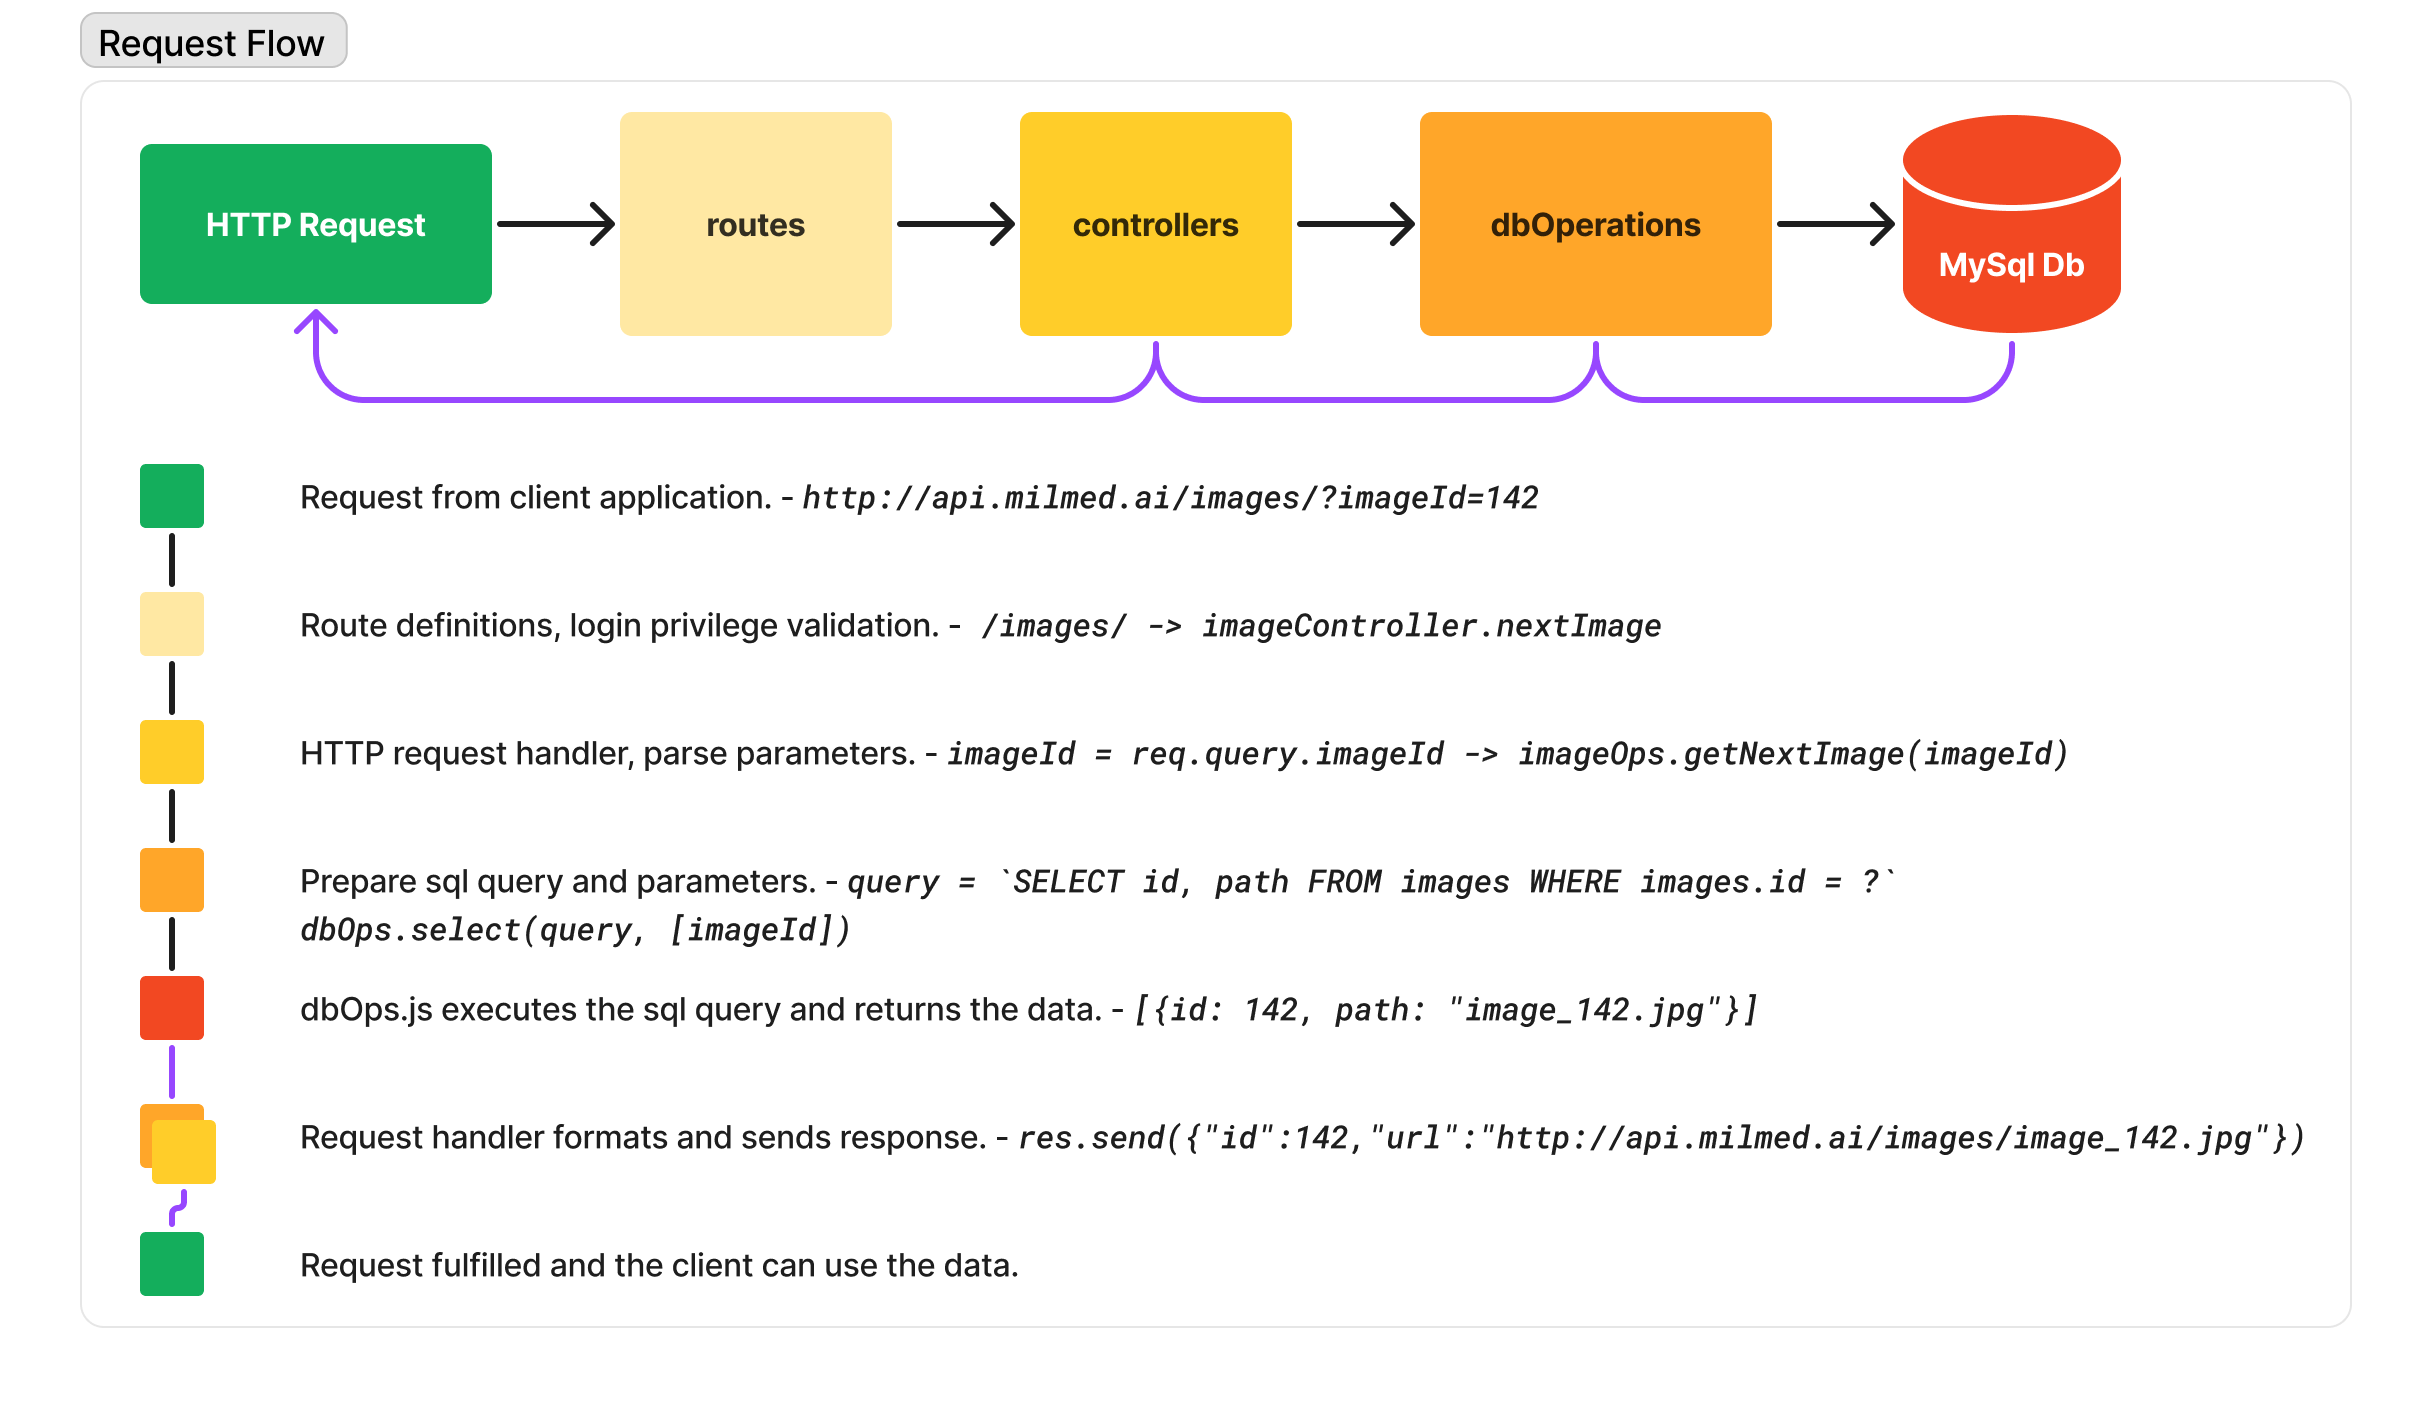 Request Flow
HTTP Request
routes
controllers
dbOperations
MySql Db
Request from client application. - http://api.milmed.ai/images/?imageId=142
Route definitions, login privilege validation. - /images/ -> imageController.nextImage
HTTP request handler, parse parameters. - imageId = req.query.imageId -> imageOps.getNextImage(imageId)
Prepare sql query and parameters. - query = `SELECT id, path FROM images WHERE images.id = ?`
dbOps.select(query, [imageId])
dbOps.js executes the sql query and returns the data. - [{id: 142, path: "image_142.jpg"}]
Request handler formats and sends response. - res.send({"id":142,"url":"http://api.milmed.ai/images/image_142.jpg"})
Request fulfilled and the client can use the data.